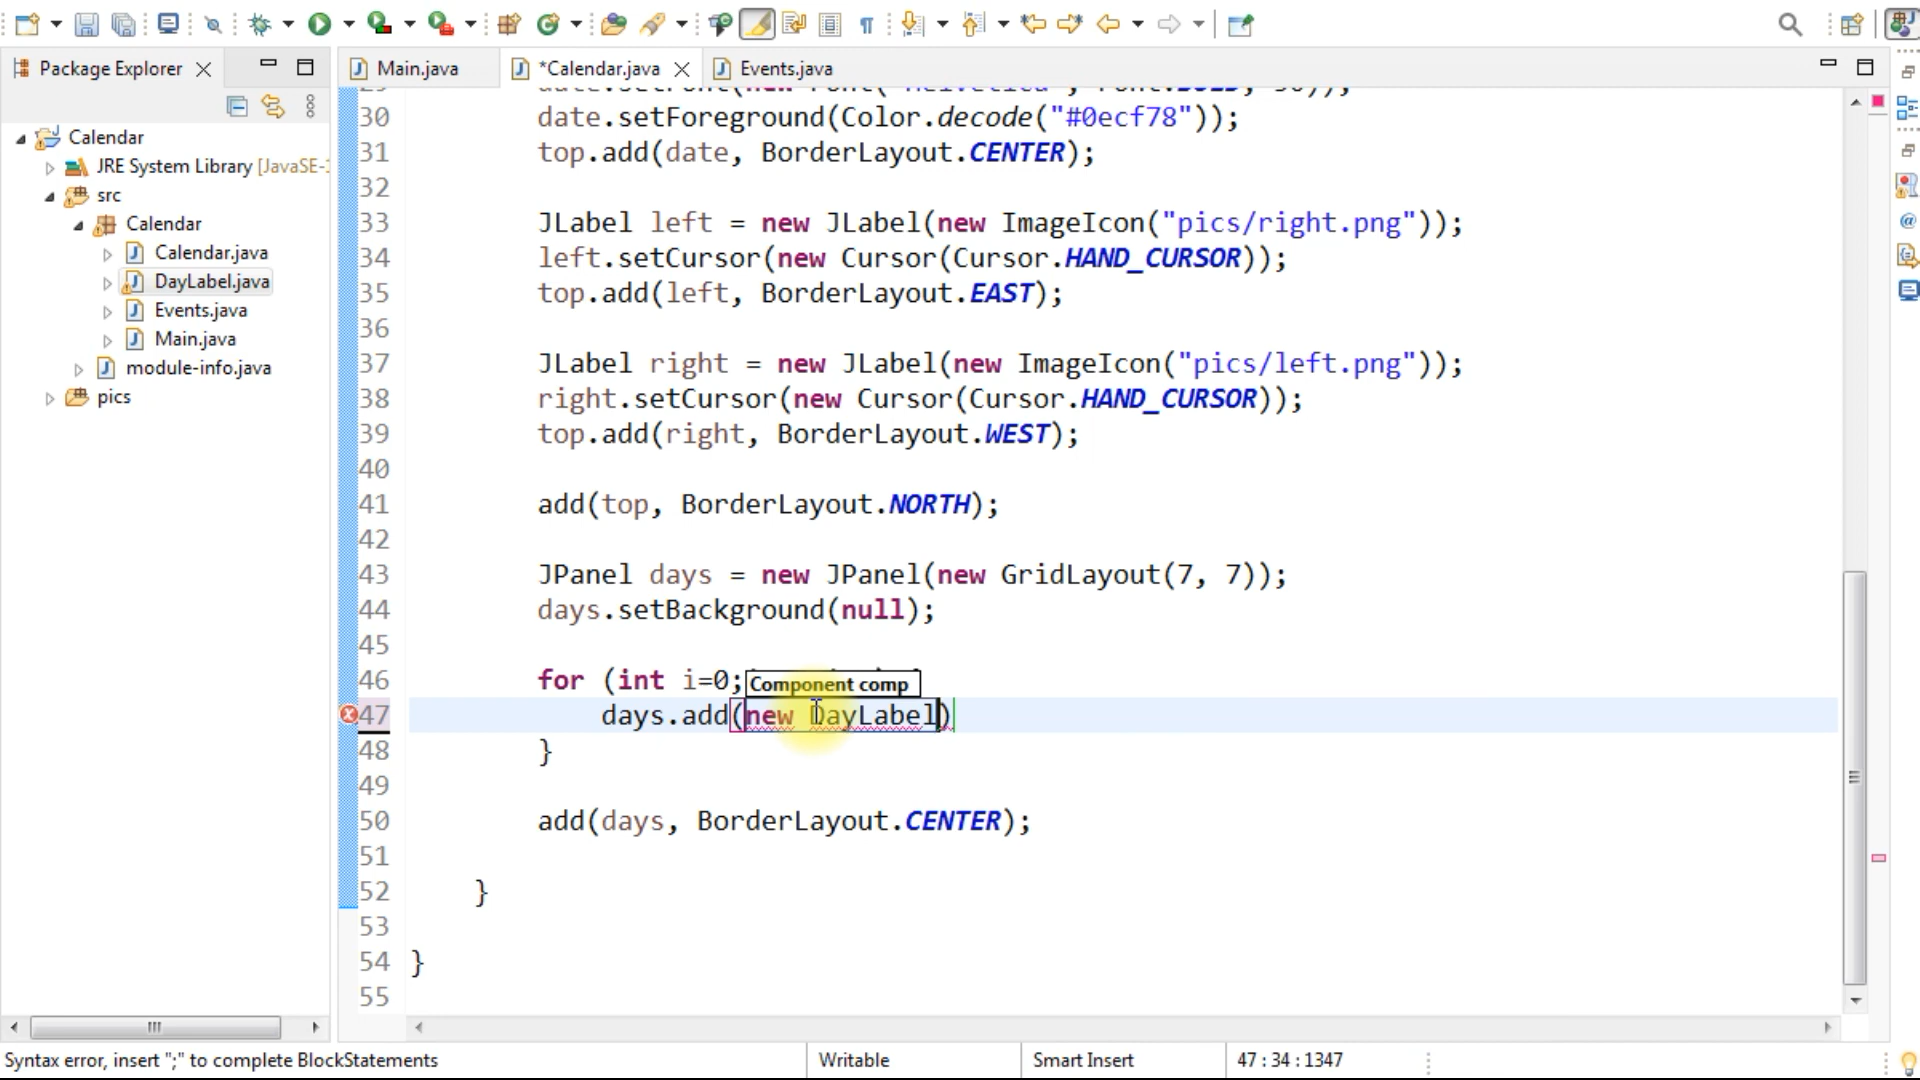 Package Explorer
Main.java
*Calendar.java
Events.java
Calendar
JRE System Library [JavaSE-1
src
Calendar
Calendar.java
DayLabel.java
Events.java
Main.java
module-info.java
pics
30 date.setForeground(Color.decode("#0ecf78"));
31 top.add(date, BorderLayout.CENTER);
32
33 JLabel left = new JLabel(new ImageIcon("pics/right.png"));
34 left.setCursor(new Cursor(Cursor.HAND_CURSOR));
35 top.add(left, BorderLayout.EAST);
36
37 JLabel right = new JLabel(new ImageIcon("pics/left.png"));
38 right.setCursor(new Cursor(Cursor.HAND_CURSOR));
39 top.add(right, BorderLayout.WEST);
40
41 add(top, BorderLayout.NORTH);
42
43 JPanel days = new JPanel(new GridLayout(7, 7));
44 days.setBackground(null);
45
46 for (int i=0;
Component comp
47 days.add(new DayLabel)
48 }
49
50 add(days, BorderLayout.CENTER);
51
52 }
53
54 }
55
Syntax error, insert ";" to complete BlockStatements
Writable
Smart Insert
47 : 34 : 1347